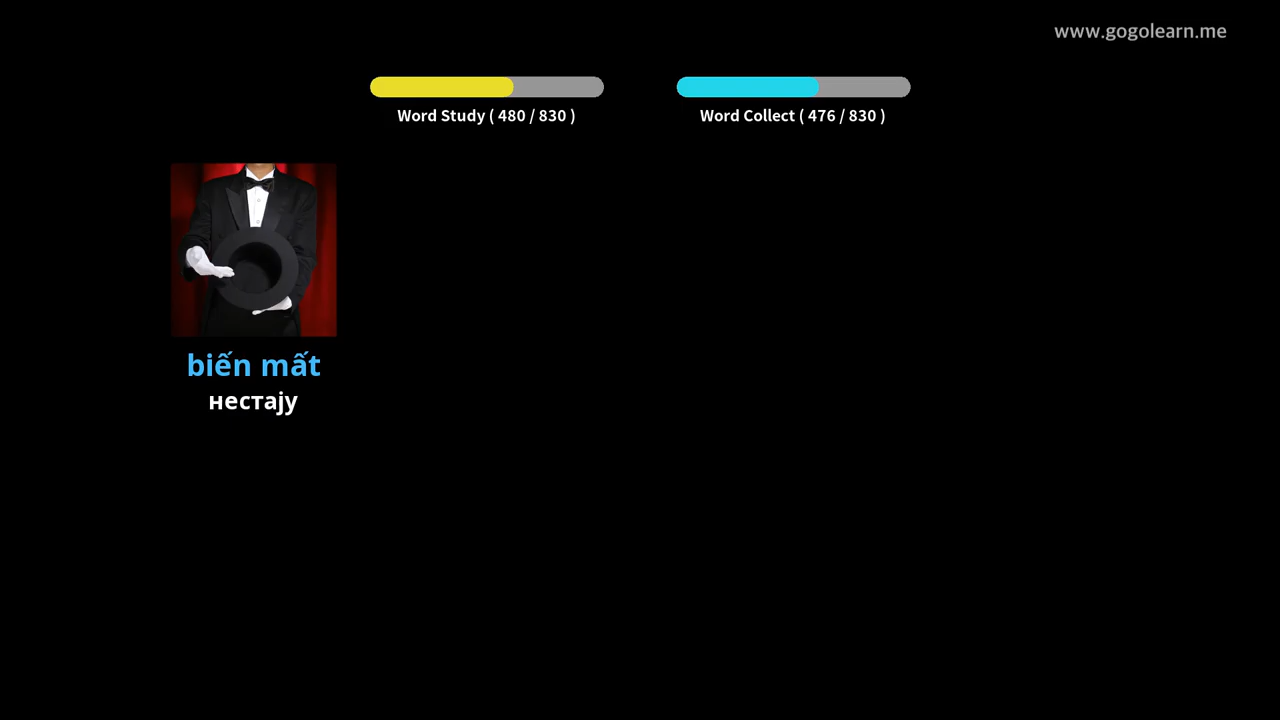 www.gogolearn.me
Word Study ( 480 / 830 )
Word Collect ( 476 / 830 )
biến mất
нестају